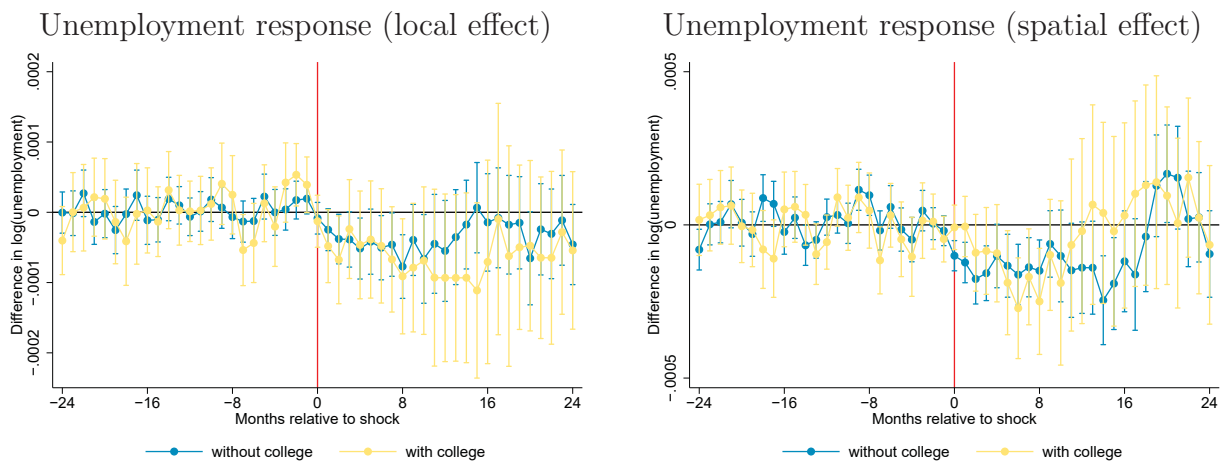 Unemployment response (local effect)
Difference in log(unemployment)
.0002
.0001
0
-.0001
-.0002
−24
−16
−8
0
8
16
24
Months relative to shock
without college
with college
Unemployment response (spatial effect)
Difference in log(unemployment)
.0005
0
-.0005
−24
−16
−8
0
8
16
24
Months relative to shock
without college
with college